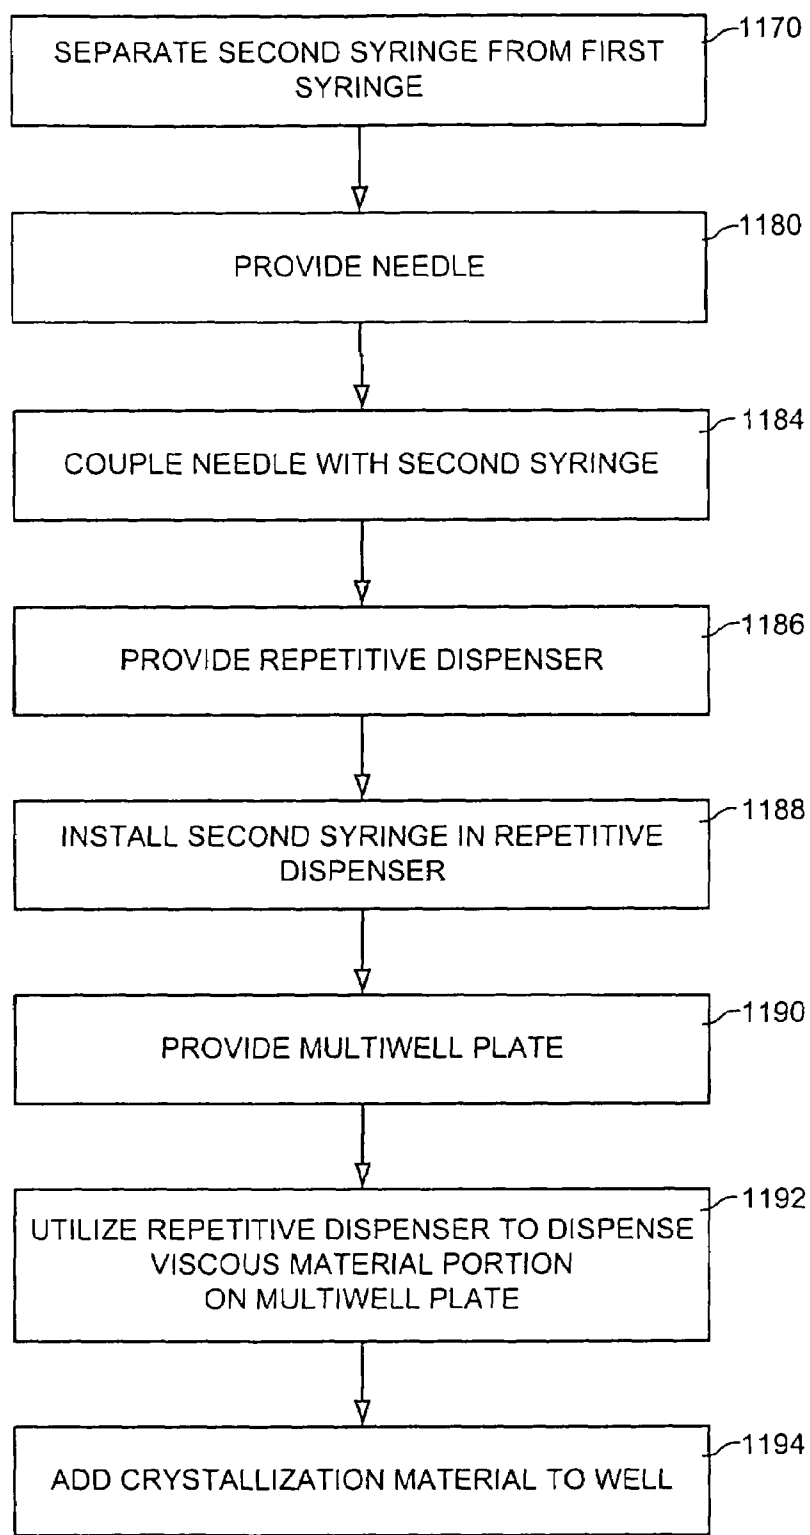 1170
SEPARATE SECOND SYRINGE FROM FIRST
SYRINGE
1180
PROVIDE NEEDLE
1184
COUPLE NEEDLE WITH SECOND SYRINGE
1186
PROVIDE REPETITIVE DISPENSER
1188
INSTALL SECOND SYRINGE IN REPETITIVE
DISPENSER
1190
PROVIDE MULTIWELL PLATE
1192
UTILIZE REPETITIVE DISPENSER TO DISPENSE
VISCOUS MATERIAL PORTION
ON MULTIWELL PLATE
1194
ADD CRYSTALLIZATION MATERIAL TO WELL